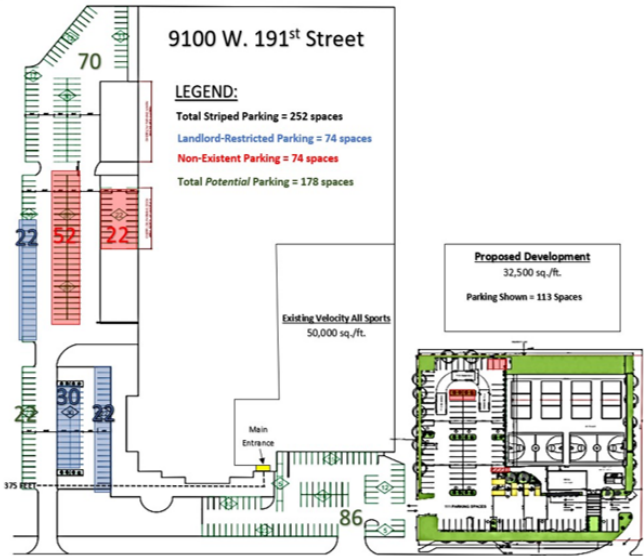 9100 W. 191st Street
70
LEGEND:
Total Striped Parking = 252 spaces
Landlord-Restricted Parking = 74 spaces
Non-Existent Parking = 74 spaces
Total Potential Parking = 178 spaces
22
52
22
Proposed Development
32,500 sq./ft.
Parking Shown = 113 Spaces
Existing Velocity All Sports
50,000 sq./ft.
22
30
22
Main
Entrance
375 FEET
86
PARKING SPACES